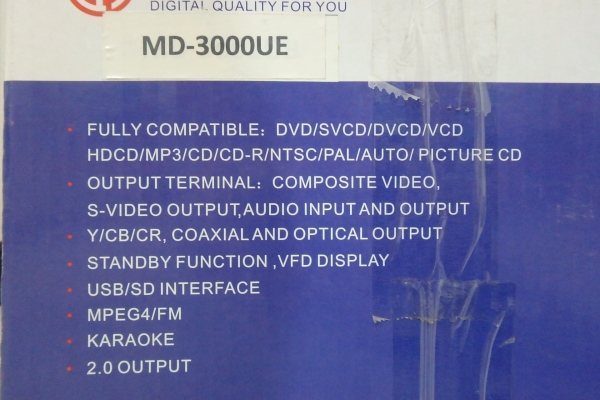 DIGITAL QUALITY FOR YOU
MD-3000UE
• FULLY COMPATIBLE: DVD/SVCD/DVCD/VCD
HDCD/MP3/CD/CD-R/NTSC/PAL/AUTO/ PICTURE CD
• OUTPUT TERMINAL: COMPOSITE VIDEO,
S-VIDEO OUTPUT,AUDIO INPUT AND OUTPUT
• Y/CB/CR, COAXIAL AND OPTICAL OUTPUT
• STANDBY FUNCTION ,VFD DISPLAY
• USB/SD INTERFACE
• MPEG4/FM
• KARAOKE
• 2.0 OUTPUT